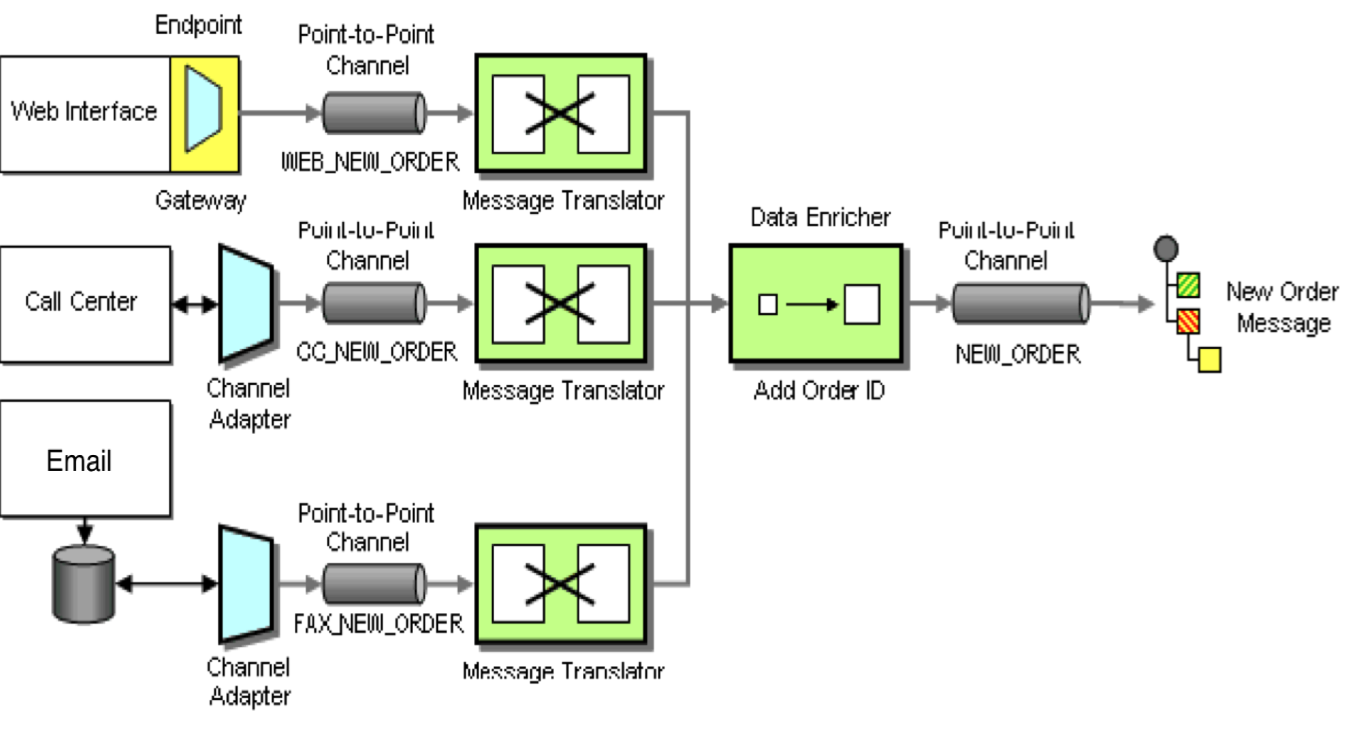 Endpoint
Point-to-Point
Channel
Web Interface
WEB_NEW_ORDER
Gateway
Message Translator
Point-to-Point
Channel
Call Center
CC_NEW_ORDER
Channel
Adapter
Message Translator
Data Enricher
Add Order ID
Point-to-Point
Channel
NEW_ORDER
New Order
Message
Email
Point-to-Point
Channel
FAX_NEW_ORDER
Channel
Adapter
Message Translator